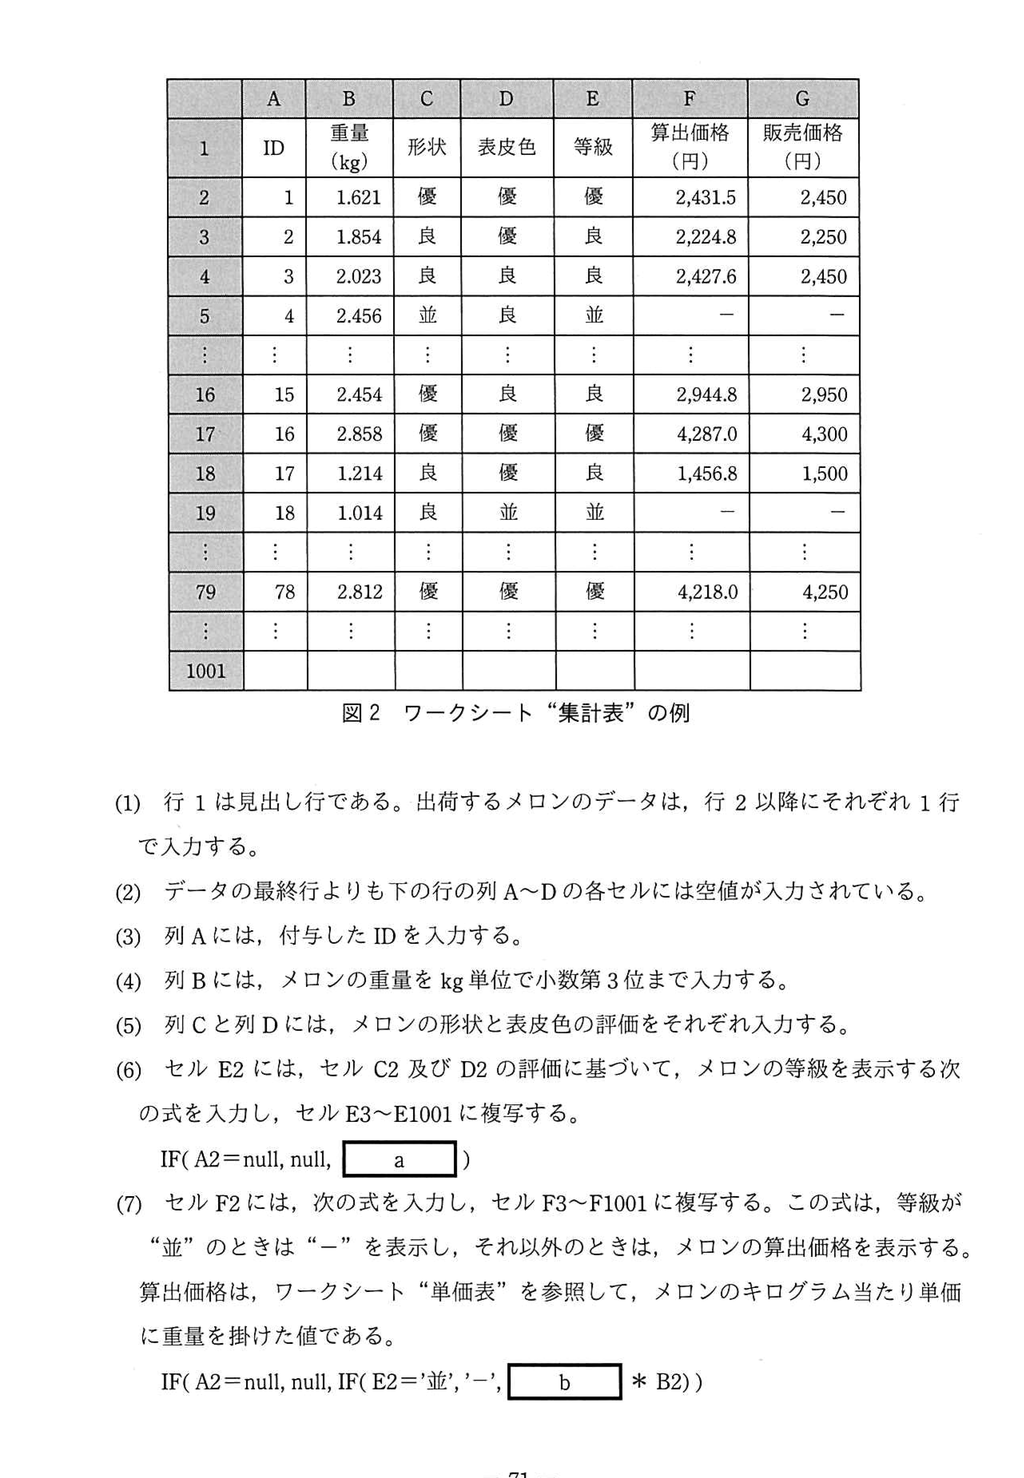 A B C D E F G
1 ID 重量（kg） 形状 表皮色 等級 算出価格（円） 販売価格（円）
2 1 1.621 優 優 優 2,431.5 2,450
3 2 1.854 良 優 良 2,224.8 2,250
4 3 2.023 良 良 良 2,427.6 2,450
5 4 2.456 並 良 並 － －
⋮ ⋮ ⋮ ⋮ ⋮ ⋮ ⋮ ⋮
16 15 2.454 優 良 良 2,944.8 2,950
17 16 2.858 優 優 優 4,287.0 4,300
18 17 1.214 良 優 良 1,456.8 1,500
19 18 1.014 良 並 並 － －
⋮ ⋮ ⋮ ⋮ ⋮ ⋮ ⋮ ⋮
79 78 2.812 優 優 優 4,218.0 4,250
⋮ ⋮ ⋮ ⋮ ⋮ ⋮ ⋮ ⋮
1001
図2 ワークシート“集計表”の例
(1) 行 1 は見出し行である。出荷するメロンのデータは，行 2 以降にそれぞれ 1 行
で入力する。
(2) データの最終行よりも下の行の列 A～D の各セルには空値が入力されている。
(3) 列 A には，付与した ID を入力する。
(4) 列 B には，メロンの重量を kg 単位で小数第 3 位まで入力する。
(5) 列 C と列 D には，メロンの形状と表皮色の評価をそれぞれ入力する。
(6) セル E2 には，セル C2 及び D2 の評価に基づいて，メロンの等級を表示する次
の式を入力し，セル E3～E1001 に複写する。
IF( A2＝null, null, a )
(7) セル F2 には，次の式を入力し，セル F3～F1001 に複写する。この式は，等級が
“並”のときは“－”を表示し，それ以外のときは，メロンの算出価格を表示する。
算出価格は，ワークシート“単価表”を参照して，メロンのキログラム当たり単価
に重量を掛けた値である。
IF( A2＝null, null, IF( E2＝'並', '－', b ＊ B2) )
― 71 ―